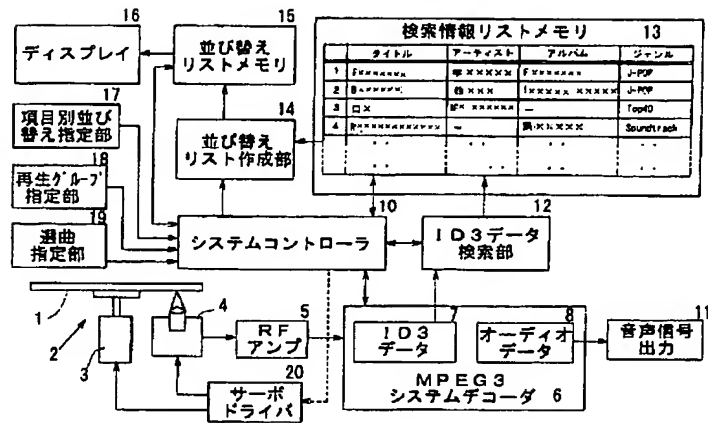 16
ディスプレイ
15
並び替え
リストメモリ
検索情報リストメモリ
13
タイトル
アーティスト
アルバム
ジャンル
1
J-POP
2
J-POP
3
ロ×
—
Top40
4
—
Soundtrack
17
項目別並び
替え指定部
14
並び替え
リスト作成部
18
再生グループ
指定部
19
選曲
指定部
10
システムコントローラ
12
ID3データ
検索部
1
2
3
4
5
RF
アンプ
7
ID3
データ
8
オーディオ
データ
11
音声信号
出力
MPEG3
システムデコーダ
6
20
サーボ
ドライバ